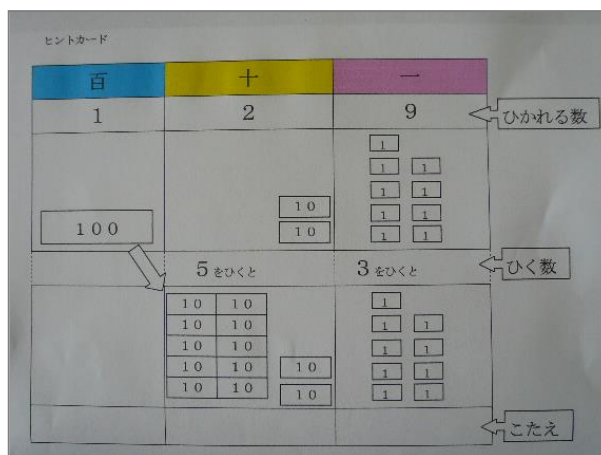 ヒントカード
百 十 一
1 2 9
ひかれる数
1
1 1
1 1
10 1 1
100 10 1 1
5をひくと 3をひくと
ひく数
10 10 1
10 10 1 1
10 10 1 1
10 10 10 1 1
10 10 10 1 1
こたえ